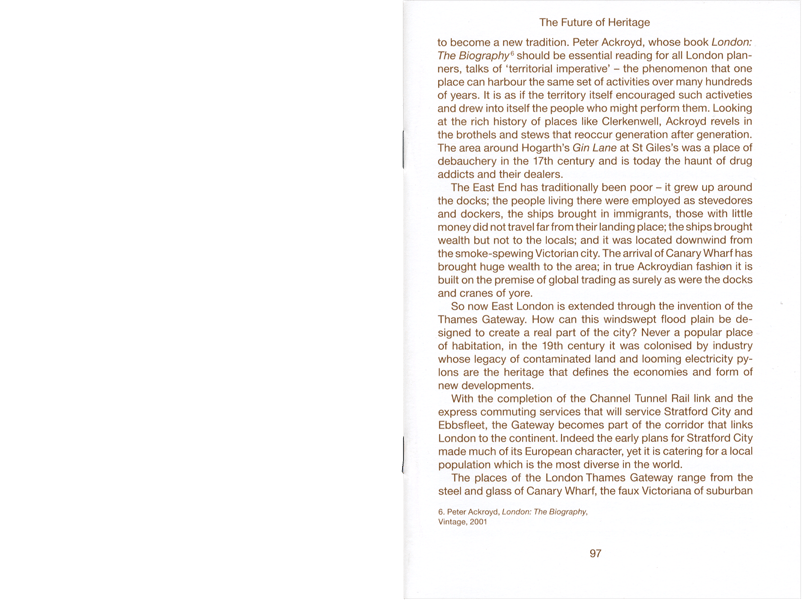 The Future of Heritage
to become a new tradition. Peter Ackroyd, whose book London:
The Biography⁶ should be essential reading for all London plan-
ners, talks of ‘territorial imperative’ – the phenomenon that one
place can harbour the same set of activities over many hundreds
of years. It is as if the territory itself encouraged such activeties
and drew into itself the people who might perform them. Looking
at the rich history of places like Clerkenwell, Ackroyd revels in
the brothels and stews that reoccur generation after generation.
The area around Hogarth’s Gin Lane at St Giles’s was a place of
debauchery in the 17th century and is today the haunt of drug
addicts and their dealers.
The East End has traditionally been poor – it grew up around
the docks; the people living there were employed as stevedores
and dockers, the ships brought in immigrants, those with little
money did not travel far from their landing place; the ships brought
wealth but not to the locals; and it was located downwind from
the smoke-spewing Victorian city. The arrival of Canary Wharf has
brought huge wealth to the area; in true Ackroydian fashion it is
built on the premise of global trading as surely as were the docks
and cranes of yore.
So now East London is extended through the invention of the
Thames Gateway. How can this windswept flood plain be de-
signed to create a real part of the city? Never a popular place
of habitation, in the 19th century it was colonised by industry
whose legacy of contaminated land and looming electricity py-
lons are the heritage that defines the economies and form of
new developments.
With the completion of the Channel Tunnel Rail link and the
express commuting services that will service Stratford City and
Ebbsfleet, the Gateway becomes part of the corridor that links
London to the continent. Indeed the early plans for Stratford City
made much of its European character, yet it is catering for a local
population which is the most diverse in the world.
The places of the London Thames Gateway range from the
steel and glass of Canary Wharf, the faux Victoriana of suburban
6. Peter Ackroyd, London: The Biography,
Vintage, 2001
97